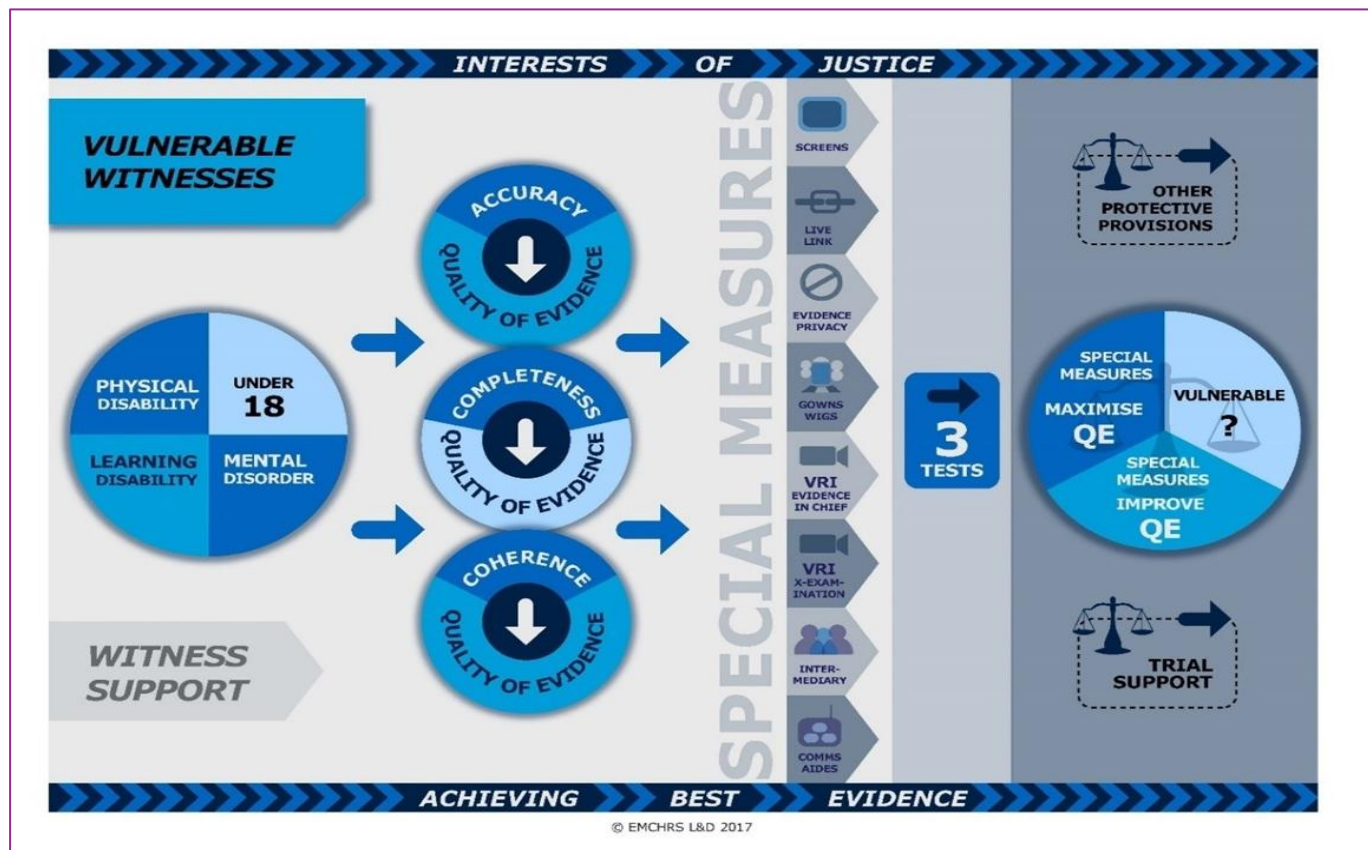 INTERESTS OF JUSTICE
VULNERABLE
WITNESSES
PHYSICAL
DISABILITY
UNDER
18
LEARNING
DISABILITY
MENTAL
DISORDER
WITNESS
SUPPORT
ACCURACY
QUALITY OF EVIDENCE
COMPLETENESS
QUALITY OF EVIDENCE
COHERENCE
QUALITY OF EVIDENCE
SPECIAL MEASURES
SCREENS
LIVE
LINK
EVIDENCE
PRIVACY
GOWNS
WIGS
VRI
EVIDENCE
IN CHIEF
VRI
X-EXAM-
INATION
INTER-
MEDIARY
COMMS
AIDES
3
TESTS
OTHER
PROTECTIVE
PROVISIONS
SPECIAL
MEASURES
MAXIMISE
QE
VULNERABLE
?
SPECIAL
MEASURES
IMPROVE
QE
TRIAL
SUPPORT
ACHIEVING BEST EVIDENCE
© EMCHRS L&D 2017